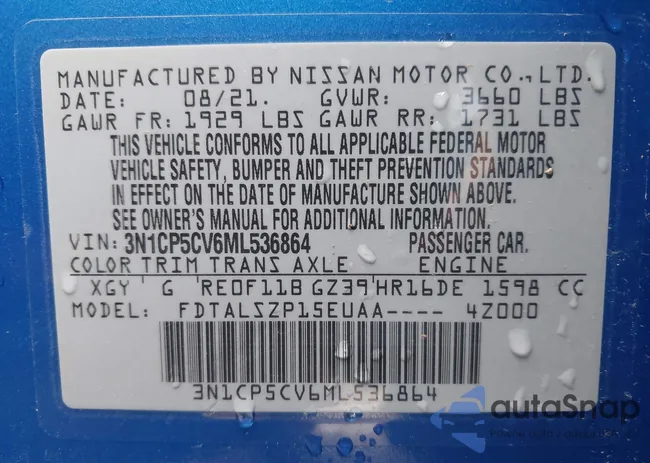 MANUFACTURED BY NISSAN MOTOR CO., LTD.
DATE: 08/21. GVWR: 3660 LBS
GAWR FR: 1929 LBS GAWR RR: 1731 LBS
THIS VEHICLE CONFORMS TO ALL APPLICABLE FEDERAL MOTOR
VEHICLE SAFETY, BUMPER AND THEFT PREVENTION STANDARDS
IN EFFECT ON THE DATE OF MANUFACTURE SHOWN ABOVE.
SEE OWNER'S MANUAL FOR ADDITIONAL INFORMATION.
VIN: 3N1CP5CV6ML536864 PASSENGER CAR.
COLOR TRIM TRANS AXLE ENGINE
XGY ' G ' RE0F11B GZ39 ' HR16DE 1598 CC
MODEL: FDTALSZP15EUAA---- 4Z000
3N1CP5CV6ML536864
autoSnap